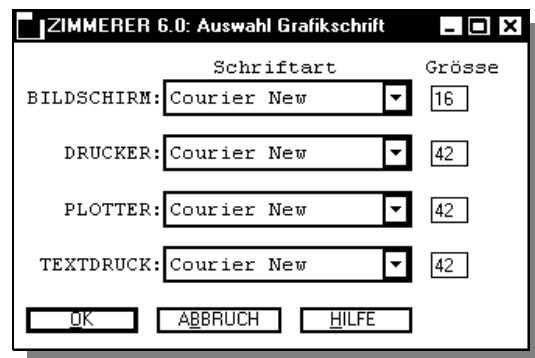 ZIMMERER 6.0: Auswahl Grafikschrift
Schriftart Grösse
BILDSCHIRM: Courier New 16
DRUCKER: Courier New 42
PLOTTER: Courier New 42
TEXTDRUCK: Courier New 42
OK ABBRUCH HILFE